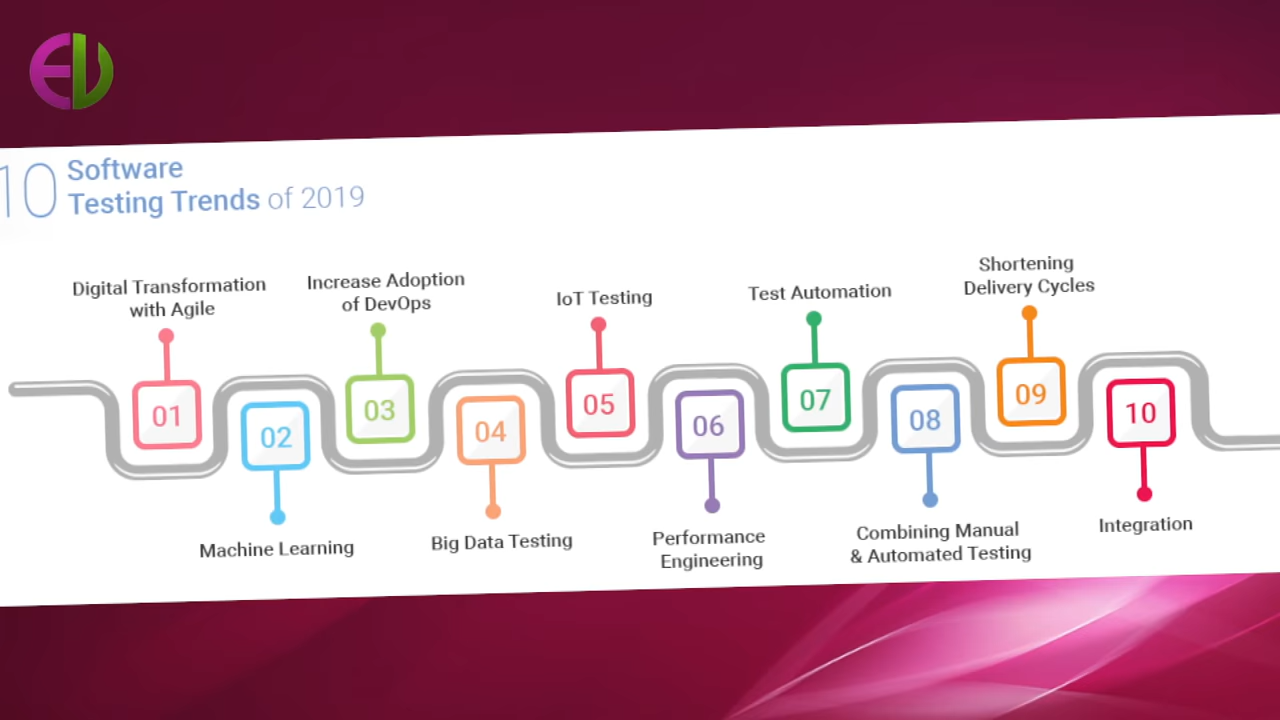 EU
10
Software
Testing Trends of 2019
Digital Transformation
with Agile
Increase Adoption
of DevOps
IoT Testing
Test Automation
Shortening
Delivery Cycles
01
02
03
04
05
06
07
08
09
10
Machine Learning
Big Data Testing
Performance
Engineering
Combining Manual
& Automated Testing
Integration